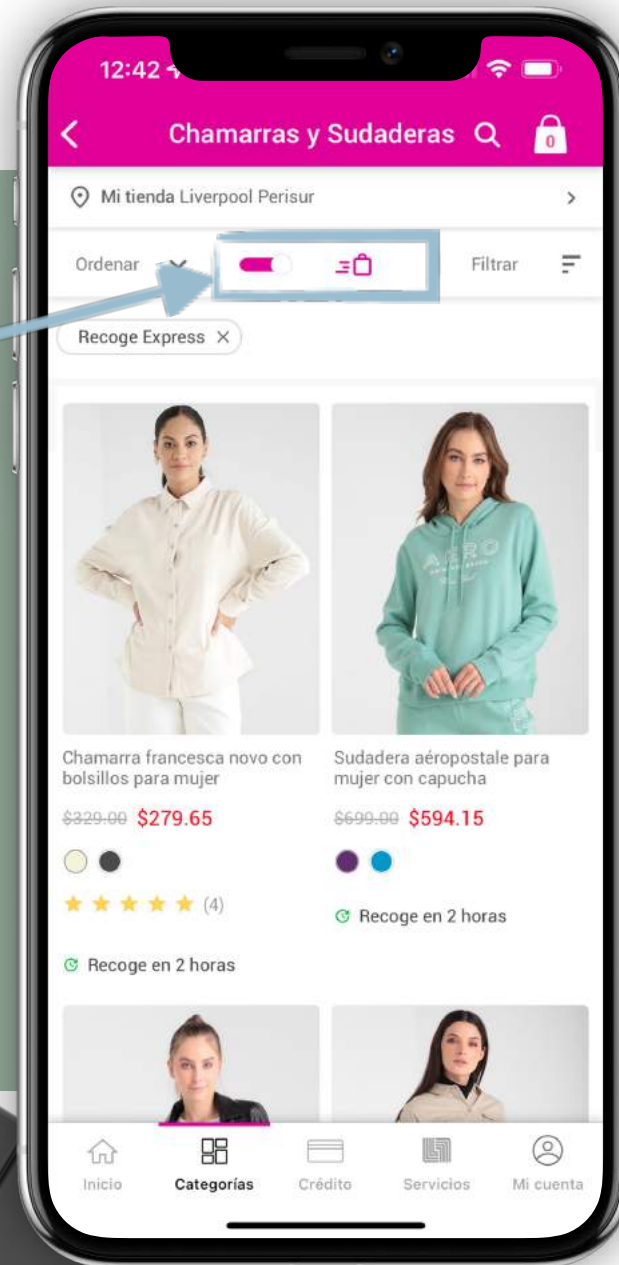 12:42
Chamarras y Sudaderas
0
Mi tienda Liverpool Perisur
Ordenar
Filtrar
Recoge Express
AERO
Chamarra francesca novo con
bolsillos para mujer
$329.00 $279.65
(4)
Recoge en 2 horas
Sudadera aéropostale para
mujer con capucha
$699.00 $594.15
Recoge en 2 horas
Inicio
Categorías
Crédito
Servicios
Mi cuenta